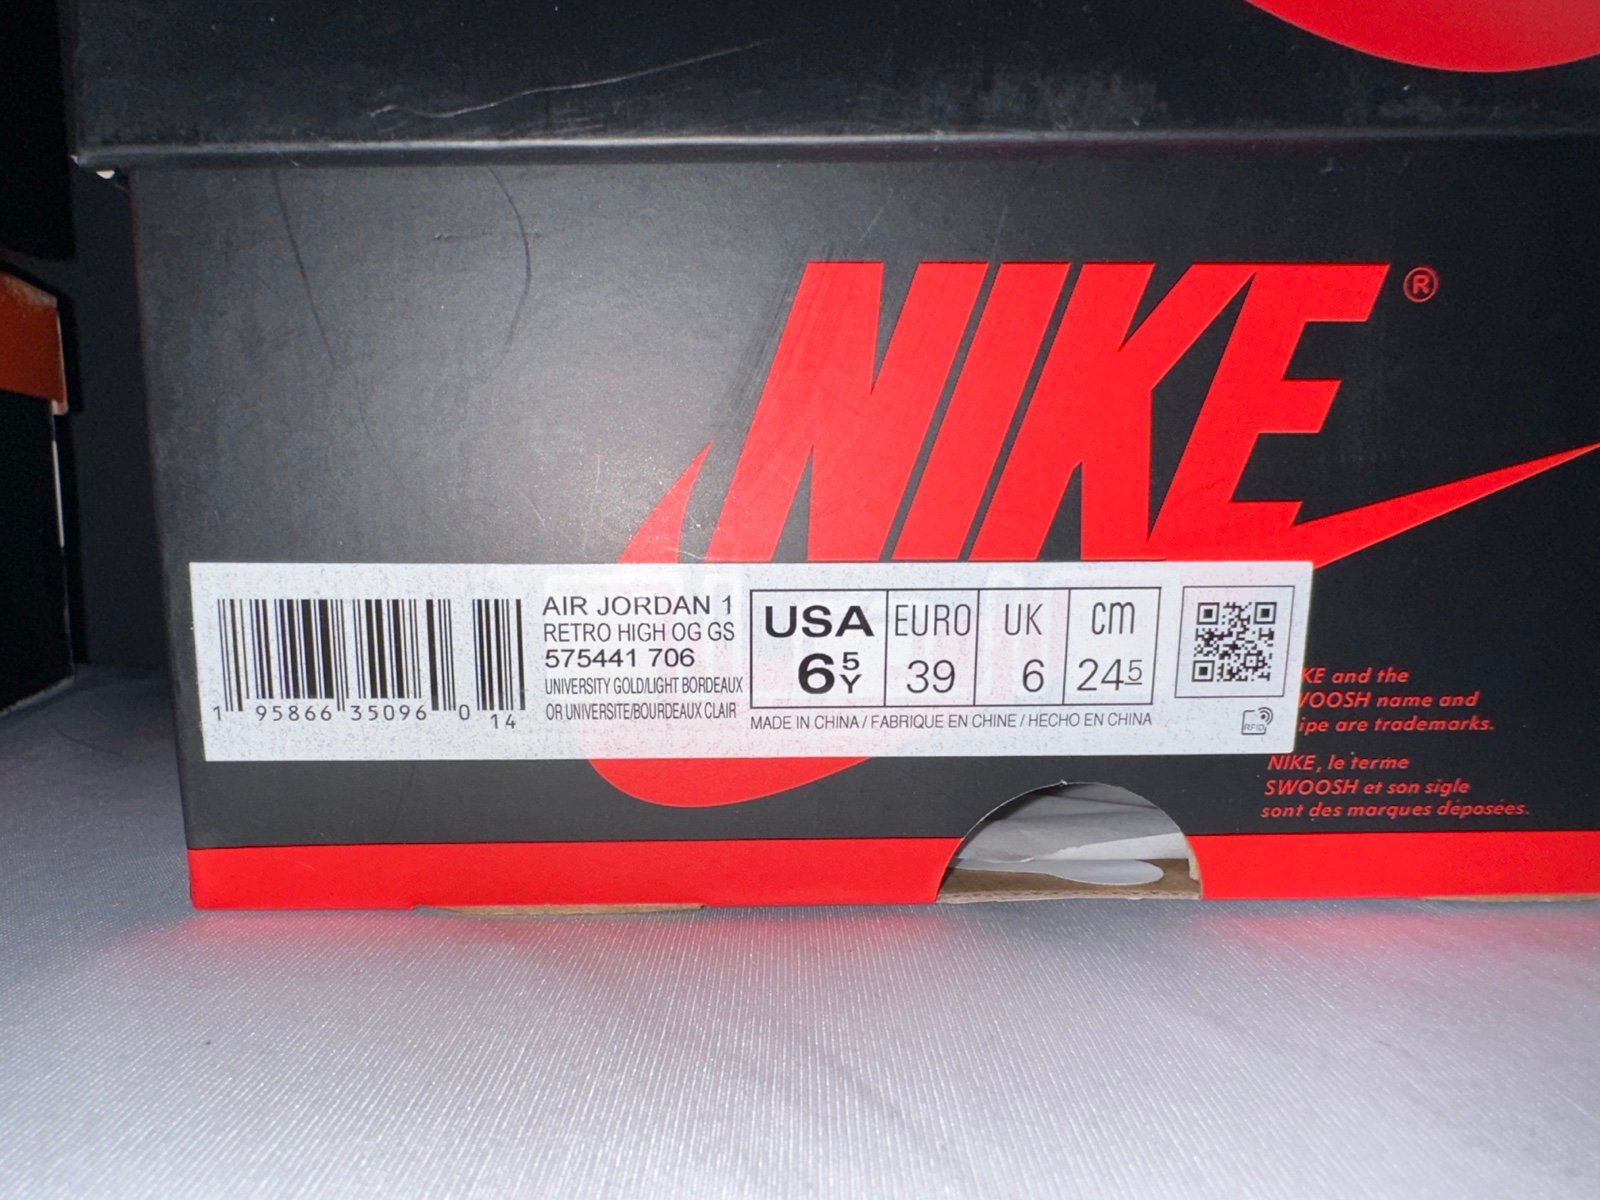 NIKE®
AIR JORDAN 1
RETRO HIGH OG GS
575441 706
UNIVERSITY GOLD/LIGHT BORDEAUX
OR UNIVERSITE/BOURDEAUX CLAIR
1 95866 35096 0 14
USA EURO UK cm
6 5 Y 39 6 24 5
MADE IN CHINA / FABRIQUE EN CHINE / HECHO EN CHINA
RFID
KE and the
WOOSH name and
ipe are trademarks.
NIKE, le terme
SWOOSH et son sigle
sont des marques déposées.